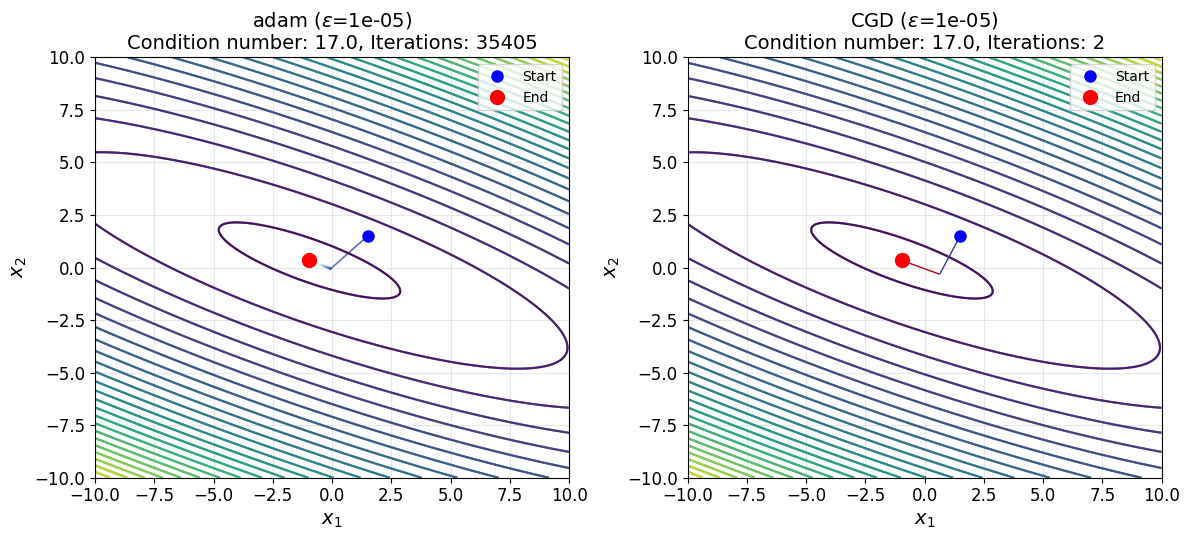 adam (ε=1e-05)
Condition number: 17.0, Iterations: 35405
10.0
7.5
5.0
2.5
0.0
−2.5
−5.0
−7.5
−10.0
x₂
Start
End
−10.0 −7.5 −5.0 −2.5 0.0 2.5 5.0 7.5 10.0
x₁
CGD (ε=1e-05)
Condition number: 17.0, Iterations: 2
10.0
7.5
5.0
2.5
0.0
−2.5
−5.0
−7.5
−10.0
x₂
Start
End
−10.0 −7.5 −5.0 −2.5 0.0 2.5 5.0 7.5 10.0
x₁